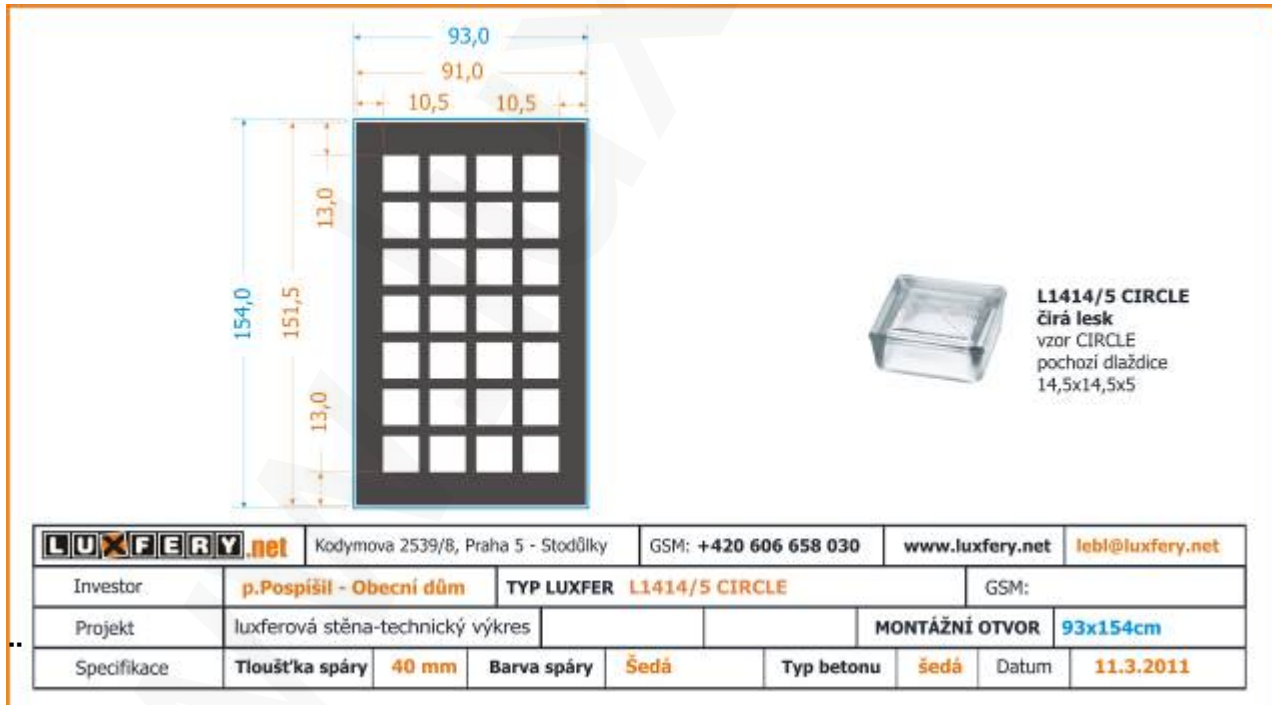 93,0
91,0
10,5 10,5
13,0
154,0
151,5
13,0
L1414/5 CIRCLE
čirá lesk
vzor CIRCLE
pochozí dlaždice
14,5x14,5x5
LUXFERY.net Kodymova 2539/8, Praha 5 - Stodůlky GSM: +420 606 658 030 www.luxfery.net lebl@luxfery.net
Investor p.Pospíšil - Obecní dům TYP LUXFER L1414/5 CIRCLE GSM:
Projekt luxferová stěna-technický výkres MONTÁŽNÍ OTVOR 93x154cm
..
Specifikace Tloušťka spáry 40 mm Barva spáry Šedá Typ betonu šedá Datum 11.3.2011